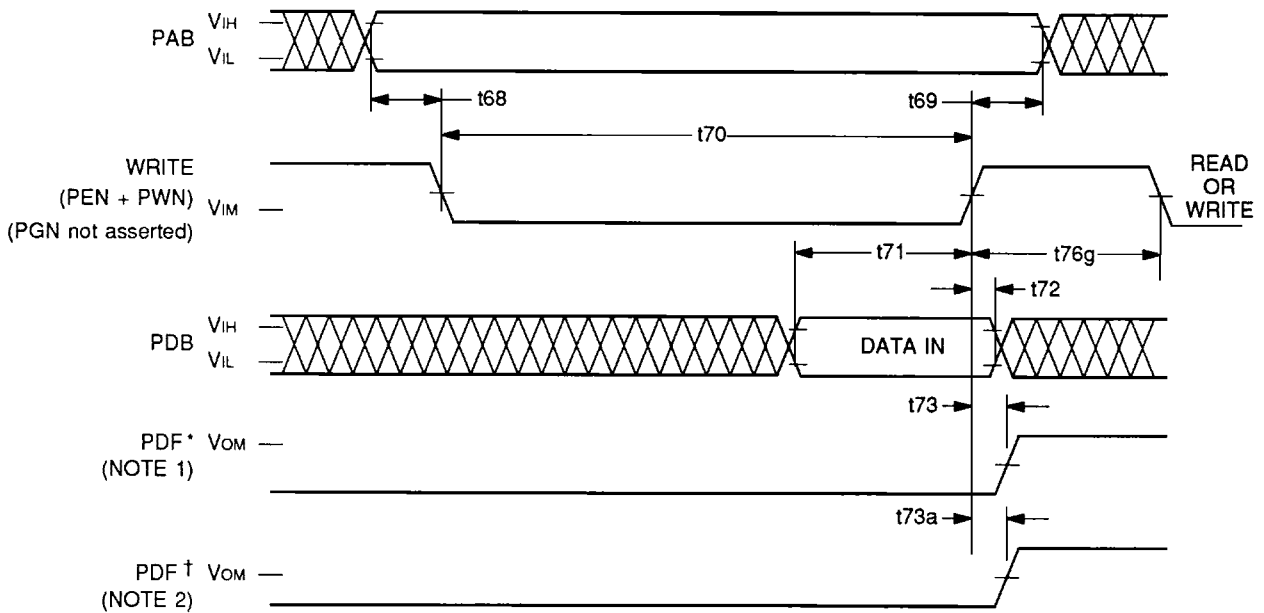 PAB VIH
VIL
t68
t69
t70
WRITE
(PEN + PWN)
(PGN not asserted)
VIM
READ
OR
WRITE
t71
t76g
t72
PDB VIH
VIL
DATA IN
t73
PDF* VOM
(NOTE 1)
t73a
PDF† VOM
(NOTE 2)